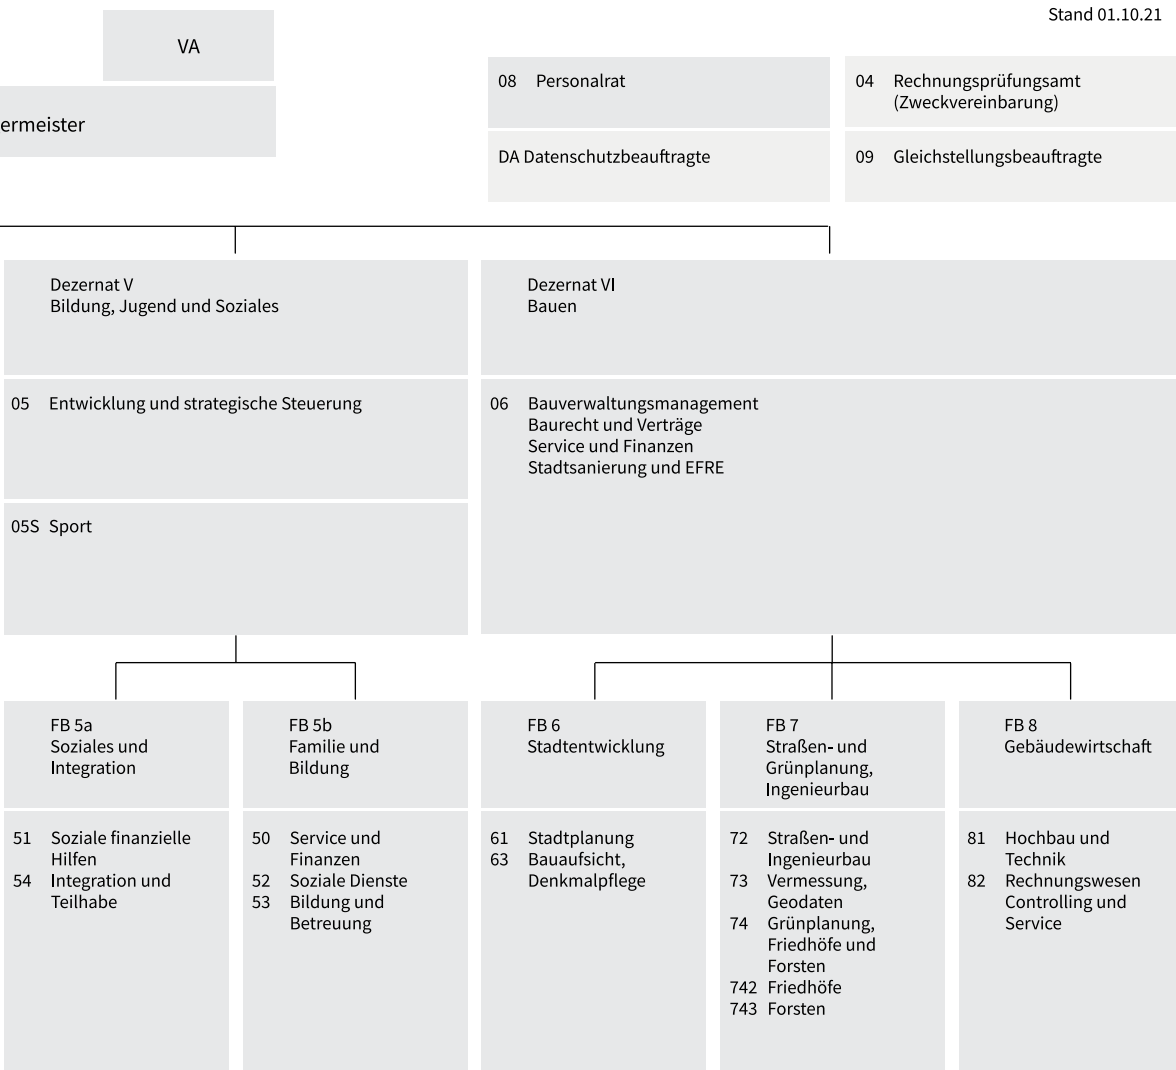 Stand 01.10.21
VA
ermeister
08 Personalrat
04 Rechnungsprüfungsamt
(Zweckvereinbarung)
DA Datenschutzbeauftragte
09 Gleichstellungsbeauftragte
Dezernat V
Bildung, Jugend und Soziales
Dezernat VI
Bauen
05 Entwicklung und strategische Steuerung
06 Bauverwaltungsmanagement
Baurecht und Verträge
Service und Finanzen
Stadtsanierung und EFRE
05S Sport
FB 5a
Soziales und
Integration
FB 5b
Familie und
Bildung
FB 6
Stadtentwicklung
FB 7
Straßen- und
Grünplanung,
Ingenieurbau
FB 8
Gebäudewirtschaft
51 Soziale finanzielle
Hilfen
54 Integration und
Teilhabe
50 Service und
Finanzen
52 Soziale Dienste
53 Bildung und
Betreuung
61 Stadtplanung
63 Bauaufsicht,
Denkmalpflege
72 Straßen- und
Ingenieurbau
73 Vermessung,
Geodaten
74 Grünplanung,
Friedhöfe und
Forsten
742 Friedhöfe
743 Forsten
81 Hochbau und
Technik
82 Rechnungswesen
Controlling und
Service